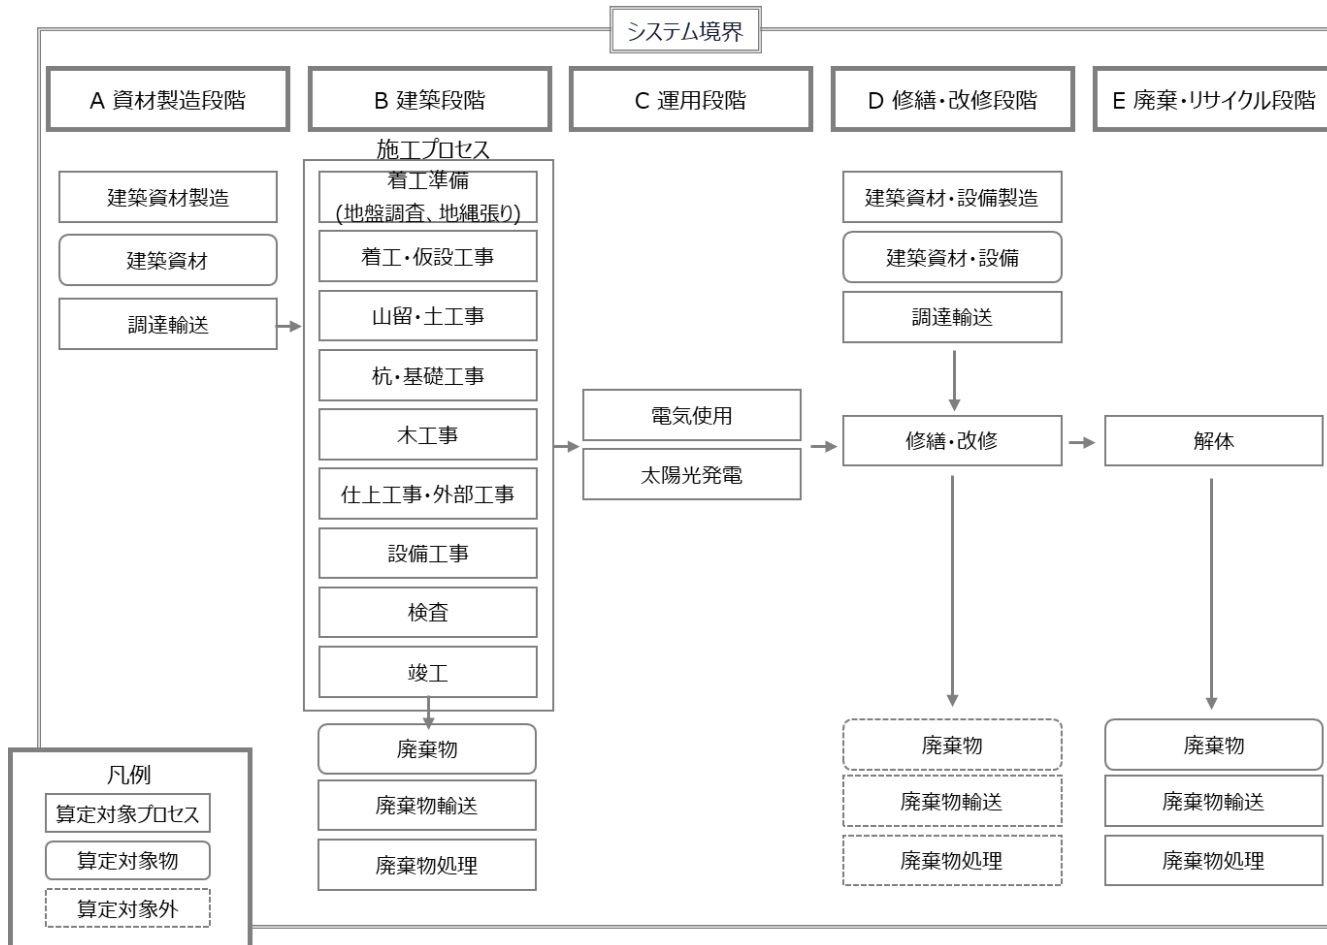 システム境界
A 資材製造段階
B 建築段階
C 運用段階
D 修繕・改修段階
E 廃棄・リサイクル段階
建築資材製造
建築資材
調達輸送
施工プロセス
着工準備
(地盤調査、地縄張り)
着工・仮設工事
山留・土工事
杭・基礎工事
木工事
仕上工事・外部工事
設備工事
検査
竣工
廃棄物
廃棄物輸送
廃棄物処理
電気使用
太陽光発電
建築資材・設備製造
建築資材・設備
調達輸送
修繕・改修
廃棄物
廃棄物輸送
廃棄物処理
解体
廃棄物
廃棄物輸送
廃棄物処理
凡例
算定対象プロセス
算定対象物
算定対象外